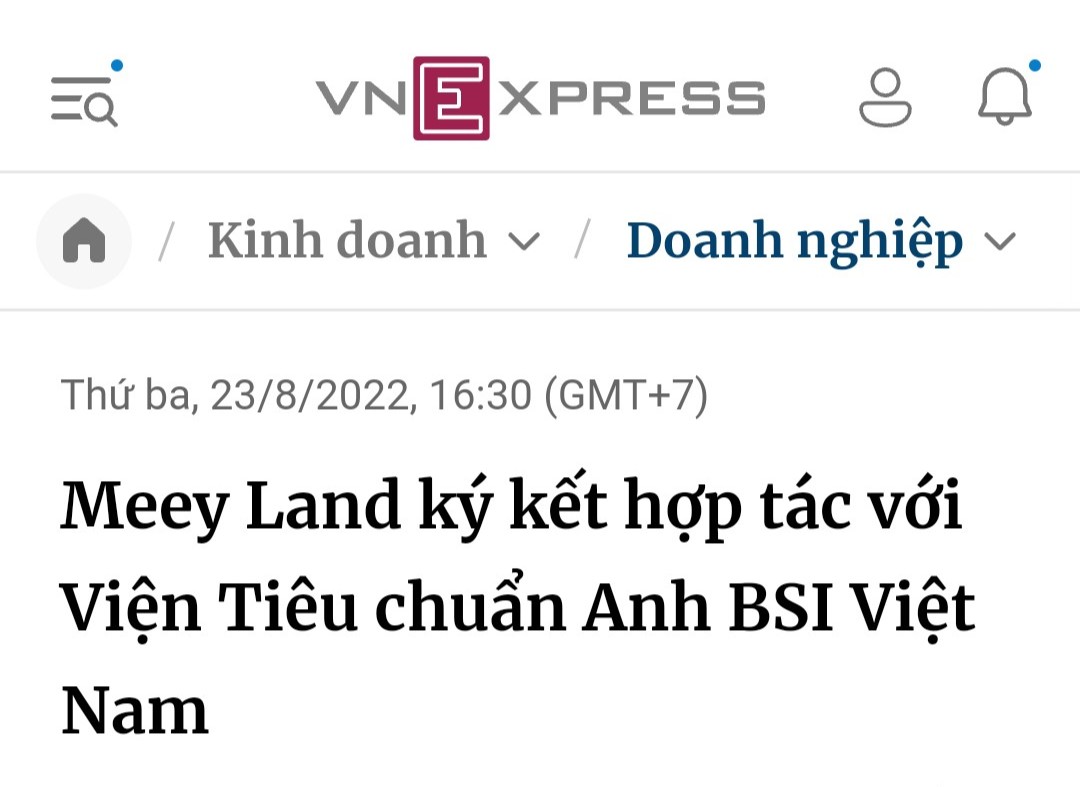 VNEXPRESS
/ Kinh doanh / Doanh nghiệp
Thứ ba, 23/8/2022, 16:30 (GMT+7)
Meey Land ký kết hợp tác với
Viện Tiêu chuẩn Anh BSI Việt
Nam